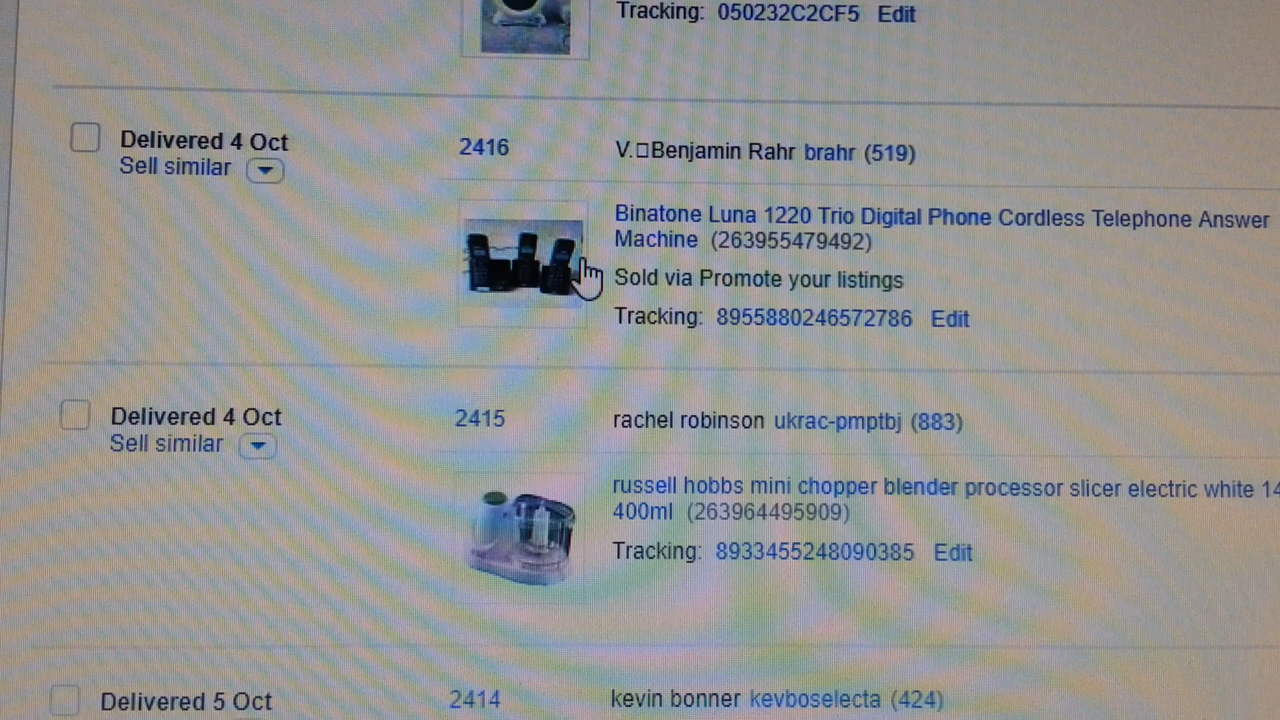 Tracking: 050232C2CF5 Edit
Delivered 4 Oct 2416 V.□Benjamin Rahr brahr (519)
Sell similar
Binatone Luna 1220 Trio Digital Phone Cordless Telephone Answer
Machine (263955479492)
Sold via Promote your listings
Tracking: 8955880246572786 Edit
Delivered 4 Oct 2415 rachel robinson ukrac-pmptbj (883)
Sell similar
russell hobbs mini chopper blender processor slicer electric white 14
400ml (263964495909)
Tracking: 8933455248090385 Edit
Delivered 5 Oct 2414 kevin bonner kevboselecta (424)